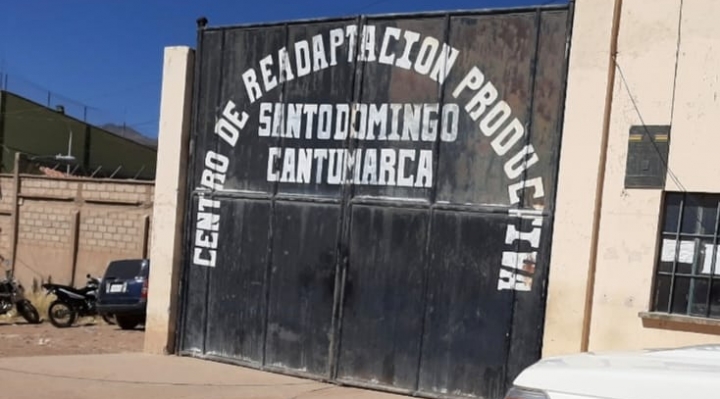 CENTRO DE READAPTACION PRODUCTIVA
SANTO DOMINGO
CANTUMARCA